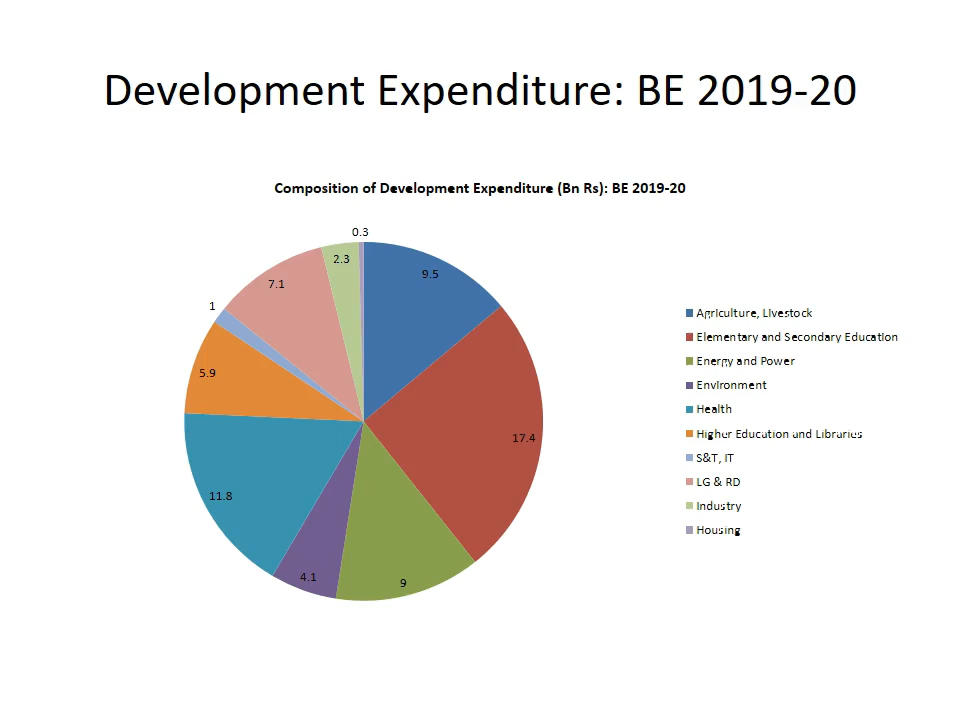 Development Expenditure: BE 2019-20
Composition of Development Expenditure (Bn Rs): BE 2019-20
0.3
2.3
9.5
7.1
1
5.9
17.4
11.8
4.1
9
Agriculture, Livestock
Elementary and Secondary Education
Energy and Power
Environment
Health
Higher Education and Libraries
S&T, IT
LG & RD
Industry
Housing